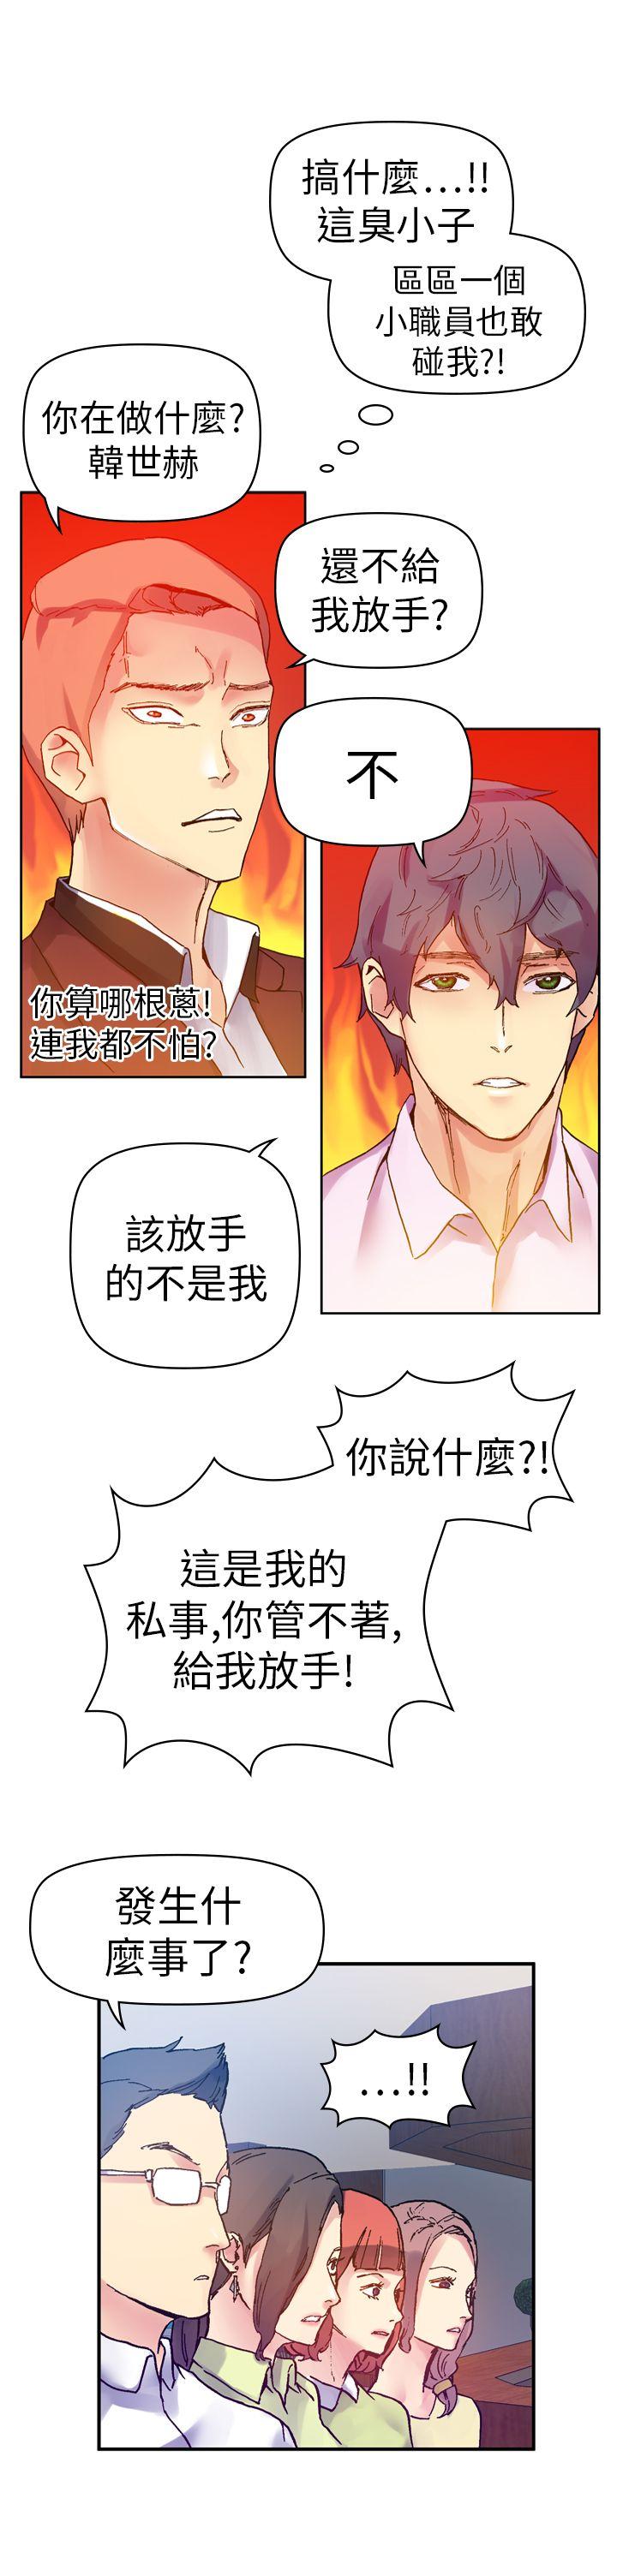 搞什麼...!!
這臭小子
區區一個
小職員也敢
碰我?!
你在做什麼?
韓世赫
還不給
我放手?
不
你算哪根蔥!
連我都不怕?
該放手
的不是我
你說什麼?!
這是我的
私事,你管不著,
給我放手!
發生什
麼事了?
...!!